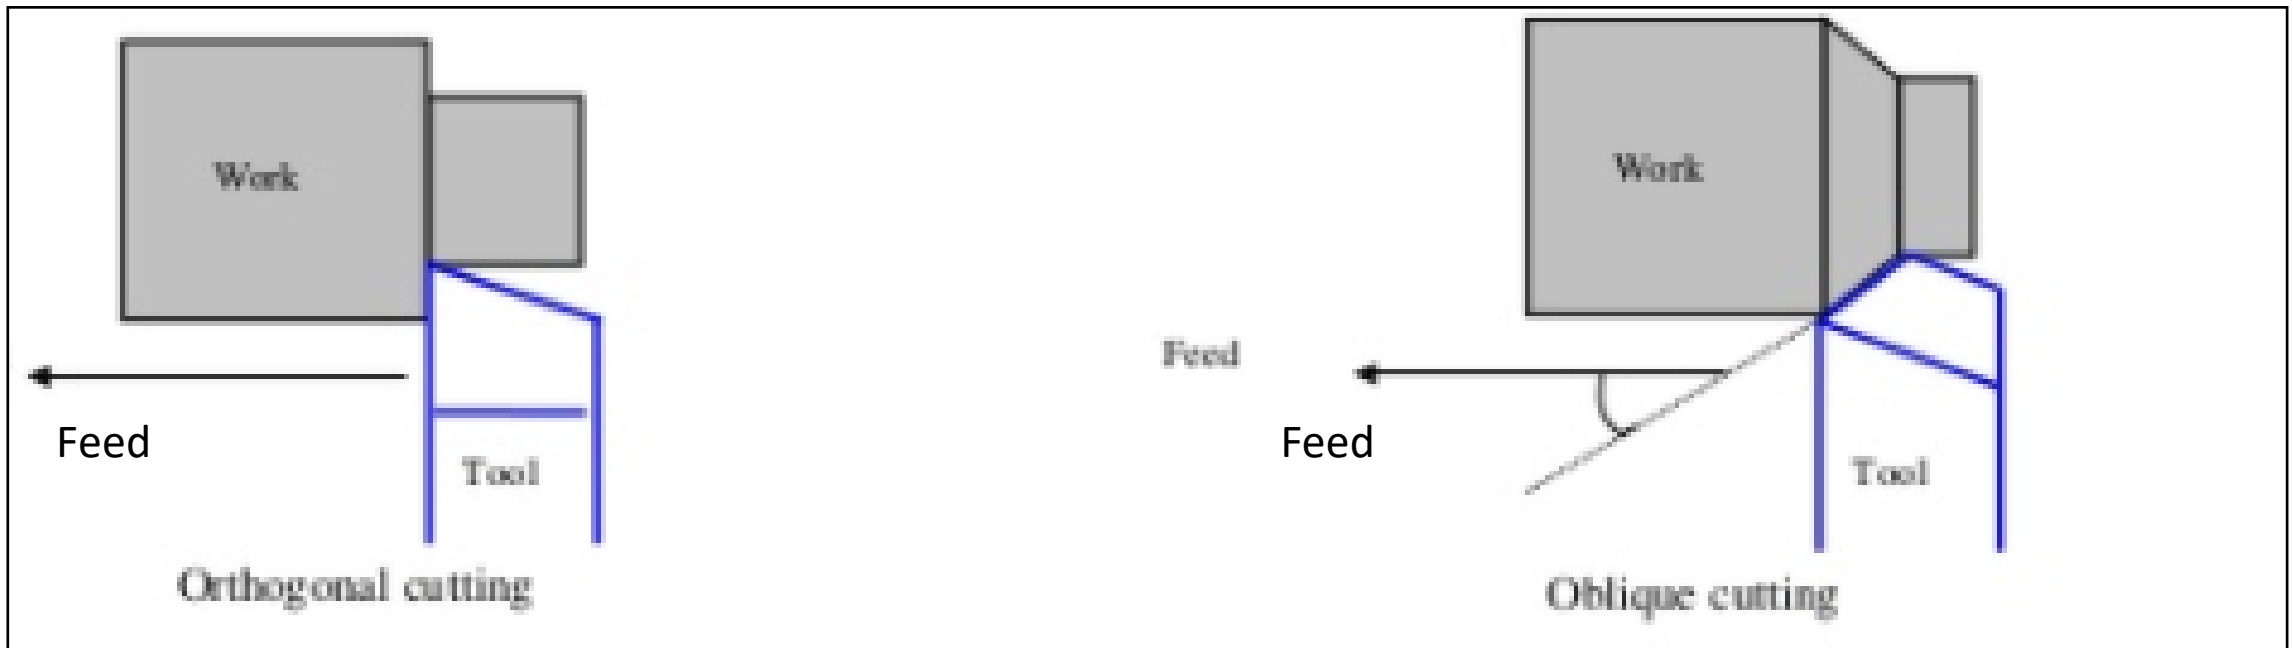 Work
Feed
Tool
Orthogonal cutting
Work
Feed
Feed
Tool
Oblique cutting